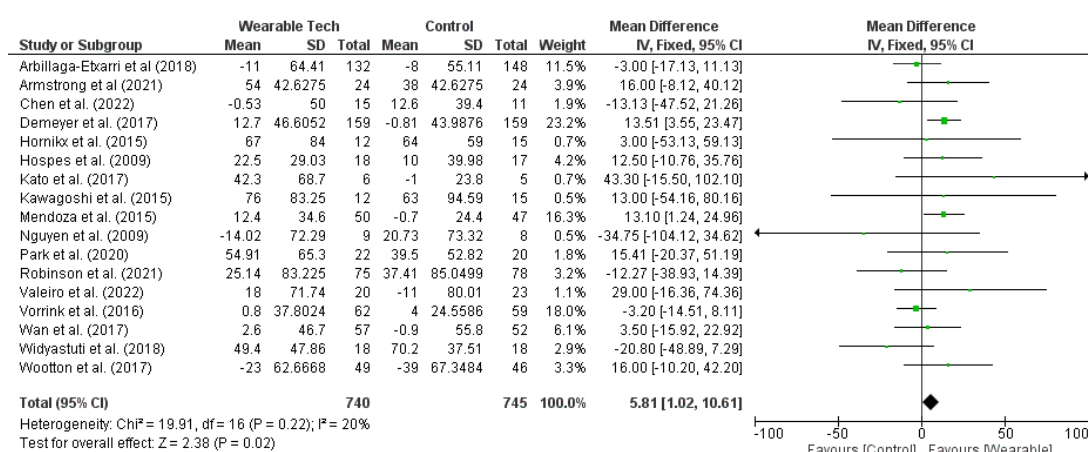 Wearable Tech Control Mean Difference Mean Difference
Study or Subgroup Mean SD Total Mean SD Total Weight IV, Fixed, 95% CI IV, Fixed, 95% CI
Arbillaga-Etxarri et al (2018) -11 64.41 132 -8 55.11 148 11.5% -3.00 [-17.13, 11.13]
Armstrong et al (2021) 54 42.6275 24 38 42.6275 24 3.9% 16.00 [-8.12, 40.12]
Chen et al. (2022) -0.53 50 15 12.6 39.4 11 1.9% -13.13 [-47.52, 21.26]
Demeyer et al. (2017) 12.7 46.6052 159 -0.81 43.9876 159 23.2% 13.51 [3.55, 23.47]
Hornikx et al. (2015) 67 84 12 64 59 15 0.7% 3.00 [-53.13, 59.13]
Hospes et al. (2009) 22.5 29.03 18 10 39.98 17 4.2% 12.50 [-10.76, 35.76]
Kato et al. (2017) 42.3 68.7 6 -1 23.8 5 0.7% 43.30 [-15.50, 102.10]
Kawagoshi et al. (2015) 76 83.25 12 63 94.59 15 0.5% 13.00 [-54.16, 80.16]
Mendoza et al. (2015) 12.4 34.6 50 -0.7 24.4 47 16.3% 13.10 [1.24, 24.96]
Nguyen et al. (2009) -14.02 72.29 9 20.73 73.32 8 0.5% -34.75 [-104.12, 34.62]
Park et al. (2020) 54.91 65.3 22 39.5 52.82 20 1.8% 15.41 [-20.37, 51.19]
Robinson et al. (2021) 25.14 83.225 75 37.41 85.0499 78 3.2% -12.27 [-38.93, 14.39]
Valeiro et al. (2022) 18 71.74 20 -11 80.01 23 1.1% 29.00 [-16.36, 74.36]
Vorrink et al. (2016) 0.8 37.8024 62 4 24.5586 59 18.0% -3.20 [-14.51, 8.11]
Wan et al. (2017) 2.6 46.7 57 -0.9 55.8 52 6.1% 3.50 [-15.92, 22.92]
Widyastuti et al. (2018) 49.4 47.86 18 70.2 37.51 18 2.9% -20.80 [-48.89, 7.29]
Wootton et al. (2017) -23 62.6668 49 -39 67.3484 46 3.3% 16.00 [-10.20, 42.20]
Total (95% CI) 740 745 100.0% 5.81 [1.02, 10.61]
Heterogeneity: Chi² = 19.91, df = 16 (P = 0.22); I² = 20%
Test for overall effect: Z = 2.38 (P = 0.02)
-100 -50 0 50 100
Favours [Control] Favours [Wearable]